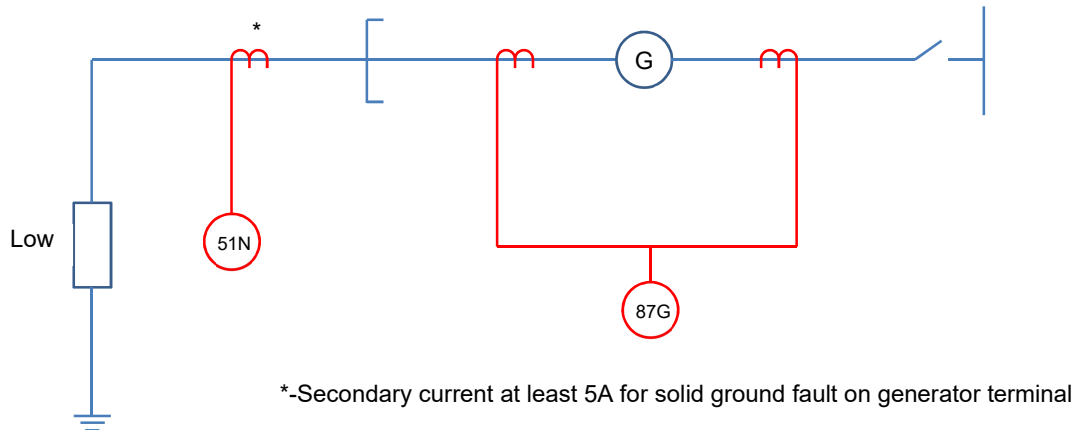 *
G
Low
51N
87G
*-Secondary current at least 5A for solid ground fault on generator terminal